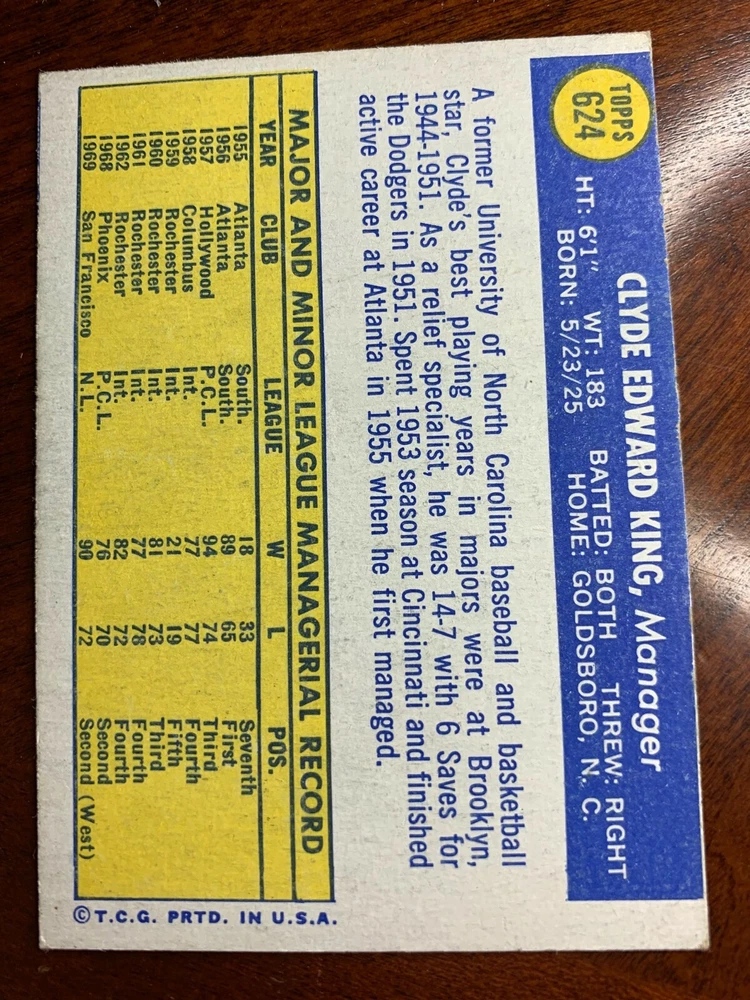 TOPPS
624
CLYDE EDWARD KING, Manager
HT: 6'1" WT: 183 BATTED: BOTH THREW: RIGHT
BORN: 5/23/25 HOME: GOLDSBORO, N. C.
A former University of North Carolina baseball and basketball
star, Clyde's best playing years in majors were at Brooklyn,
1944-1951. As a relief specialist, he was 14-7 with 6 Saves for
the Dodgers in 1951. Spent 1953 season at Cincinnati and finished
active career at Atlanta in 1955 when he first managed.
MAJOR AND MINOR LEAGUE MANAGERIAL RECORD
YEAR CLUB LEAGUE W L POS.
1955 Atlanta South. 18 33 Seventh
1956 Atlanta South. 89 65 First
1957 Hollywood P.C.L. 94 74 Third
1958 Columbus Int. 77 77 Fourth
1959 Rochester Int. 21 19 Fifth
1960 Rochester Int. 81 73 Third
1961 Rochester Int. 77 78 Fourth
1962 Rochester Int. 82 72 Fourth
1968 Phoenix P.C.L. 76 70 Second
1969 San Francisco N.L. 90 72 Second (West)
© T.C.G. PRTD. IN U.S.A.